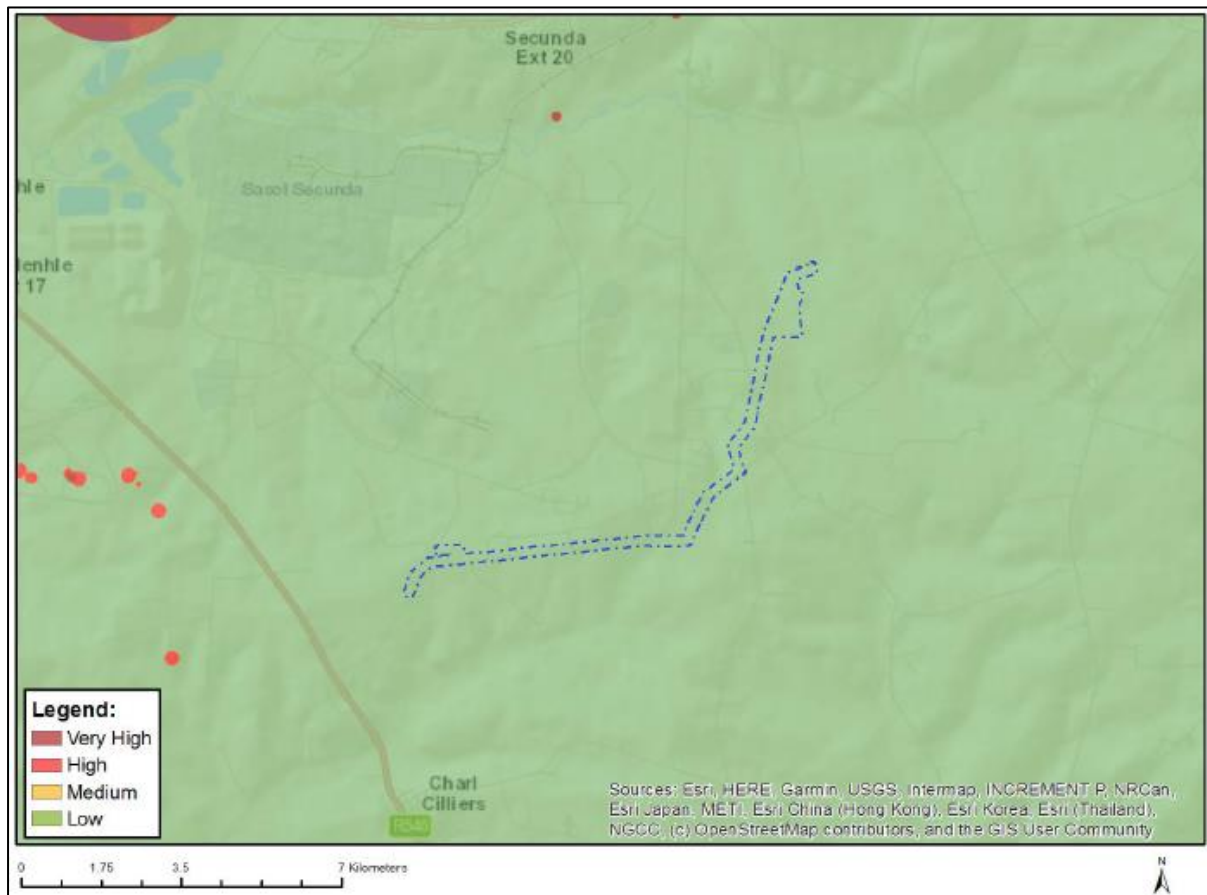 Secunda
Ext 20
Sasol Secunda
hle
lenhle
17
Charl
Cilliers
R546
Legend:
Very High
High
Medium
Low
Sources: Esri, HERE, Garmin, USGS, Intermap, INCREMENT P, NRCan,
Esri Japan, METI, Esri China (Hong Kong), Esri Korea, Esri (Thailand),
NGCC, (c) OpenStreetMap contributors, and the GIS User Community
0 1.75 3.5 7 Kilometers
N